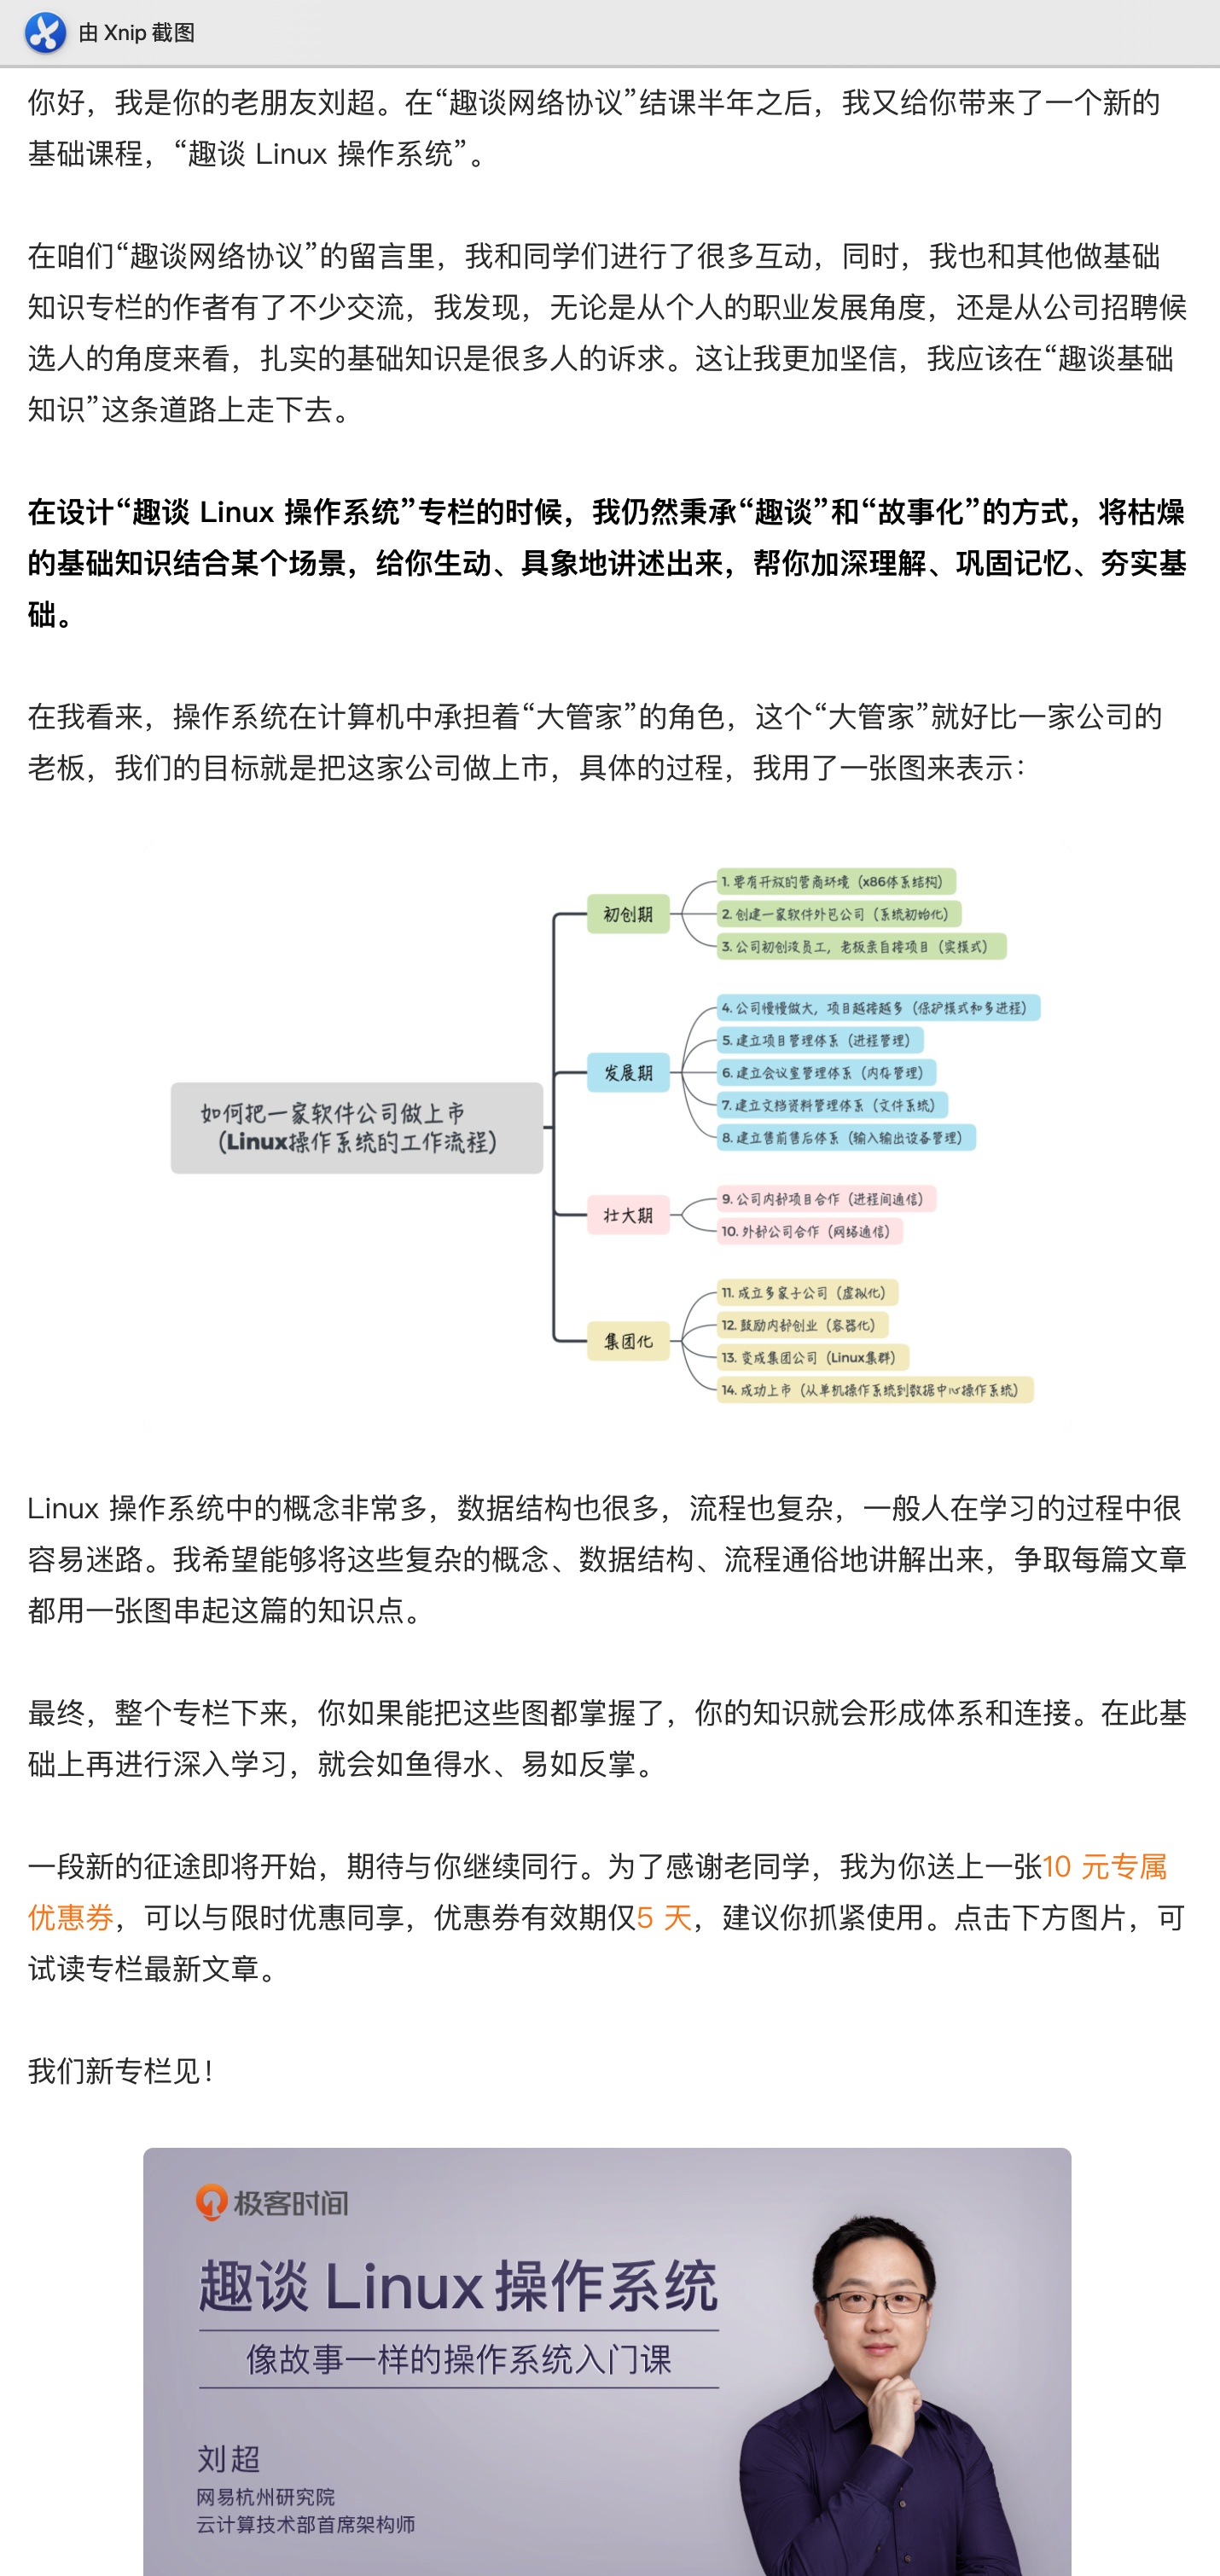 由 Xnip 截图
你好，我是你的老朋友刘超。在“趣谈网络协议”结课半年之后，我又给你带来了一个新的
基础课程，“趣谈 Linux 操作系统”。
在咱们“趣谈网络协议”的留言里，我和同学们进行了很多互动，同时，我也和其他做基础
知识专栏的作者有了不少交流，我发现，无论是从个人的职业发展角度，还是从公司招聘候
选人的角度来看，扎实的基础知识是很多人的诉求。这让我更加坚信，我应该在“趣谈基础
知识”这条道路上走下去。
在设计“趣谈 Linux 操作系统”专栏的时候，我仍然秉承“趣谈”和“故事化”的方式，将枯燥
的基础知识结合某个场景，给你生动、具象地讲述出来，帮你加深理解、巩固记忆、夯实基
础。
在我看来，操作系统在计算机中承担着“大管家”的角色，这个“大管家”就好比一家公司的
老板，我们的目标就是把这家公司做上市，具体的过程，我用了一张图来表示：
如何把一家软件公司做上市
（Linux操作系统的工作流程）
初创期
1. 要有开放的营商环境（x86体系结构）
2. 创建一家软件外包公司（系统初始化）
3. 公司初创没员工，老板亲自接项目（实模式）
发展期
4. 公司慢慢做大，项目越接越多（保护模式和多进程）
5. 建立项目管理体系（进程管理）
6. 建立会议室管理体系（内存管理）
7. 建立文档资料管理体系（文件系统）
8. 建立售前售后体系（输入输出设备管理）
壮大期
9. 公司内部项目合作（进程间通信）
10. 外部公司合作（网络通信）
集团化
11. 成立多家子公司（虚拟化）
12. 鼓励内部创业（容器化）
13. 变成集团公司（Linux集群）
14. 成功上市（从单机操作系统到数据中心操作系统）
Linux 操作系统中的概念非常多，数据结构也很多，流程也复杂，一般人在学习的过程中很
容易迷路。我希望能够将这些复杂的概念、数据结构、流程通俗地讲解出来，争取每篇文章
都用一张图串起这篇的知识点。
最终，整个专栏下来，你如果能把这些图都掌握了，你的知识就会形成体系和连接。在此基
础上再进行深入学习，就会如鱼得水、易如反掌。
一段新的征途即将开始，期待与你继续同行。为了感谢老同学，我为你送上一张10 元专属
优惠券，可以与限时优惠同享，优惠券有效期仅5 天，建议你抓紧使用。点击下方图片，可
试读专栏最新文章。
我们新专栏见！
极客时间
趣谈 Linux 操作系统
像故事一样的操作系统入门课
刘超
网易杭州研究院
云计算技术部首席架构师